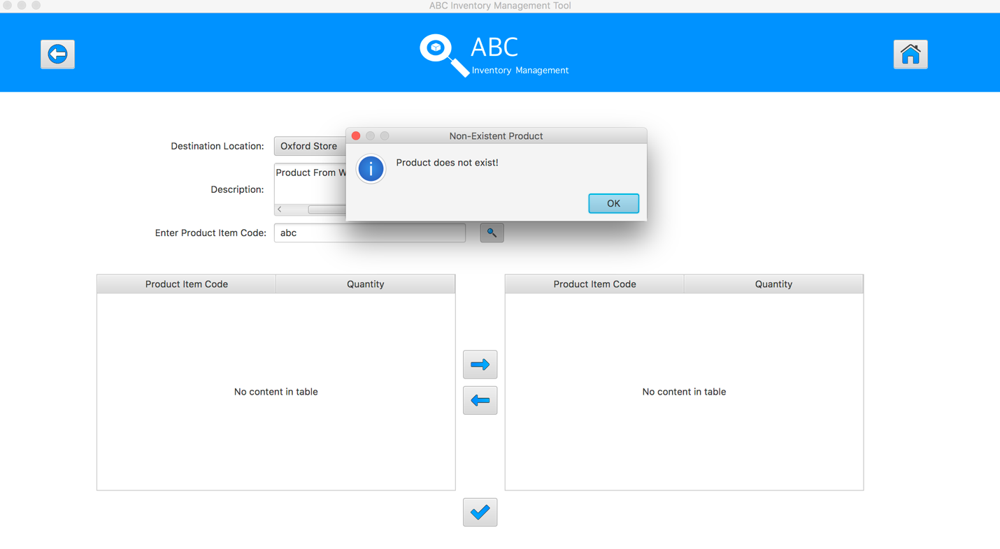 ABC Inventory Management Tool
ABC
Inventory Management
Non-Existent Product
Product does not exist!
OK
Destination Location:
Oxford Store
Description:
Product From W
Enter Product Item Code:
abc
Product Item Code Quantity
No content in table
Product Item Code Quantity
No content in table